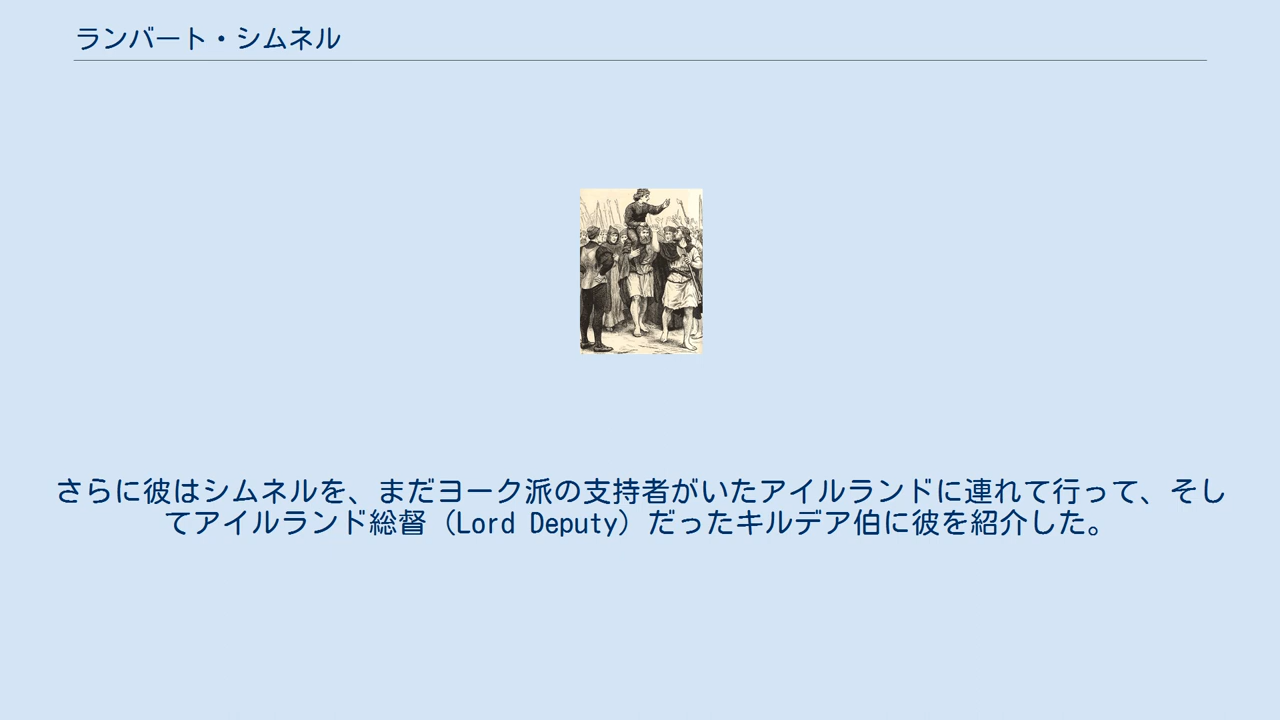 ランバート・シムネル
さらに彼はシムネルを、まだヨーク派の支持者がいたアイルランドに連れて行って、そし
てアイルランド総督（Lord Deputy）だったキルデア伯に彼を紹介した。